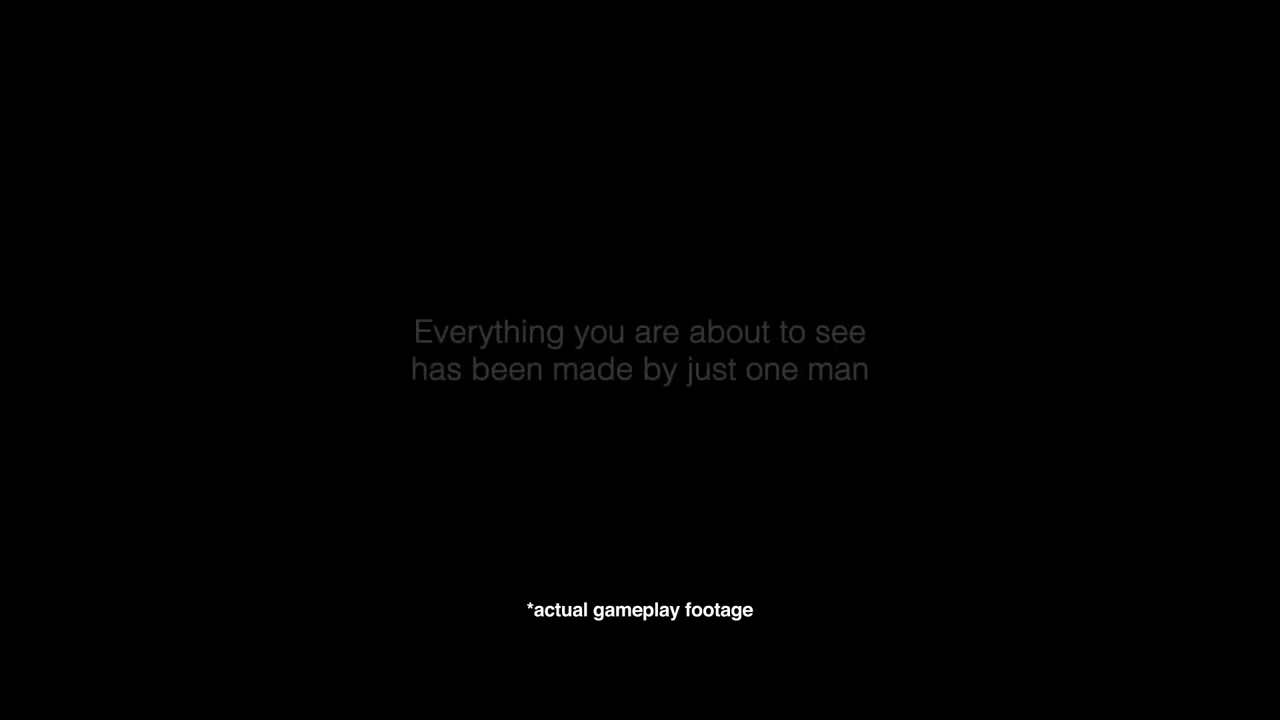 Everything you are about to see
has been made by just one man
*actual gameplay footage